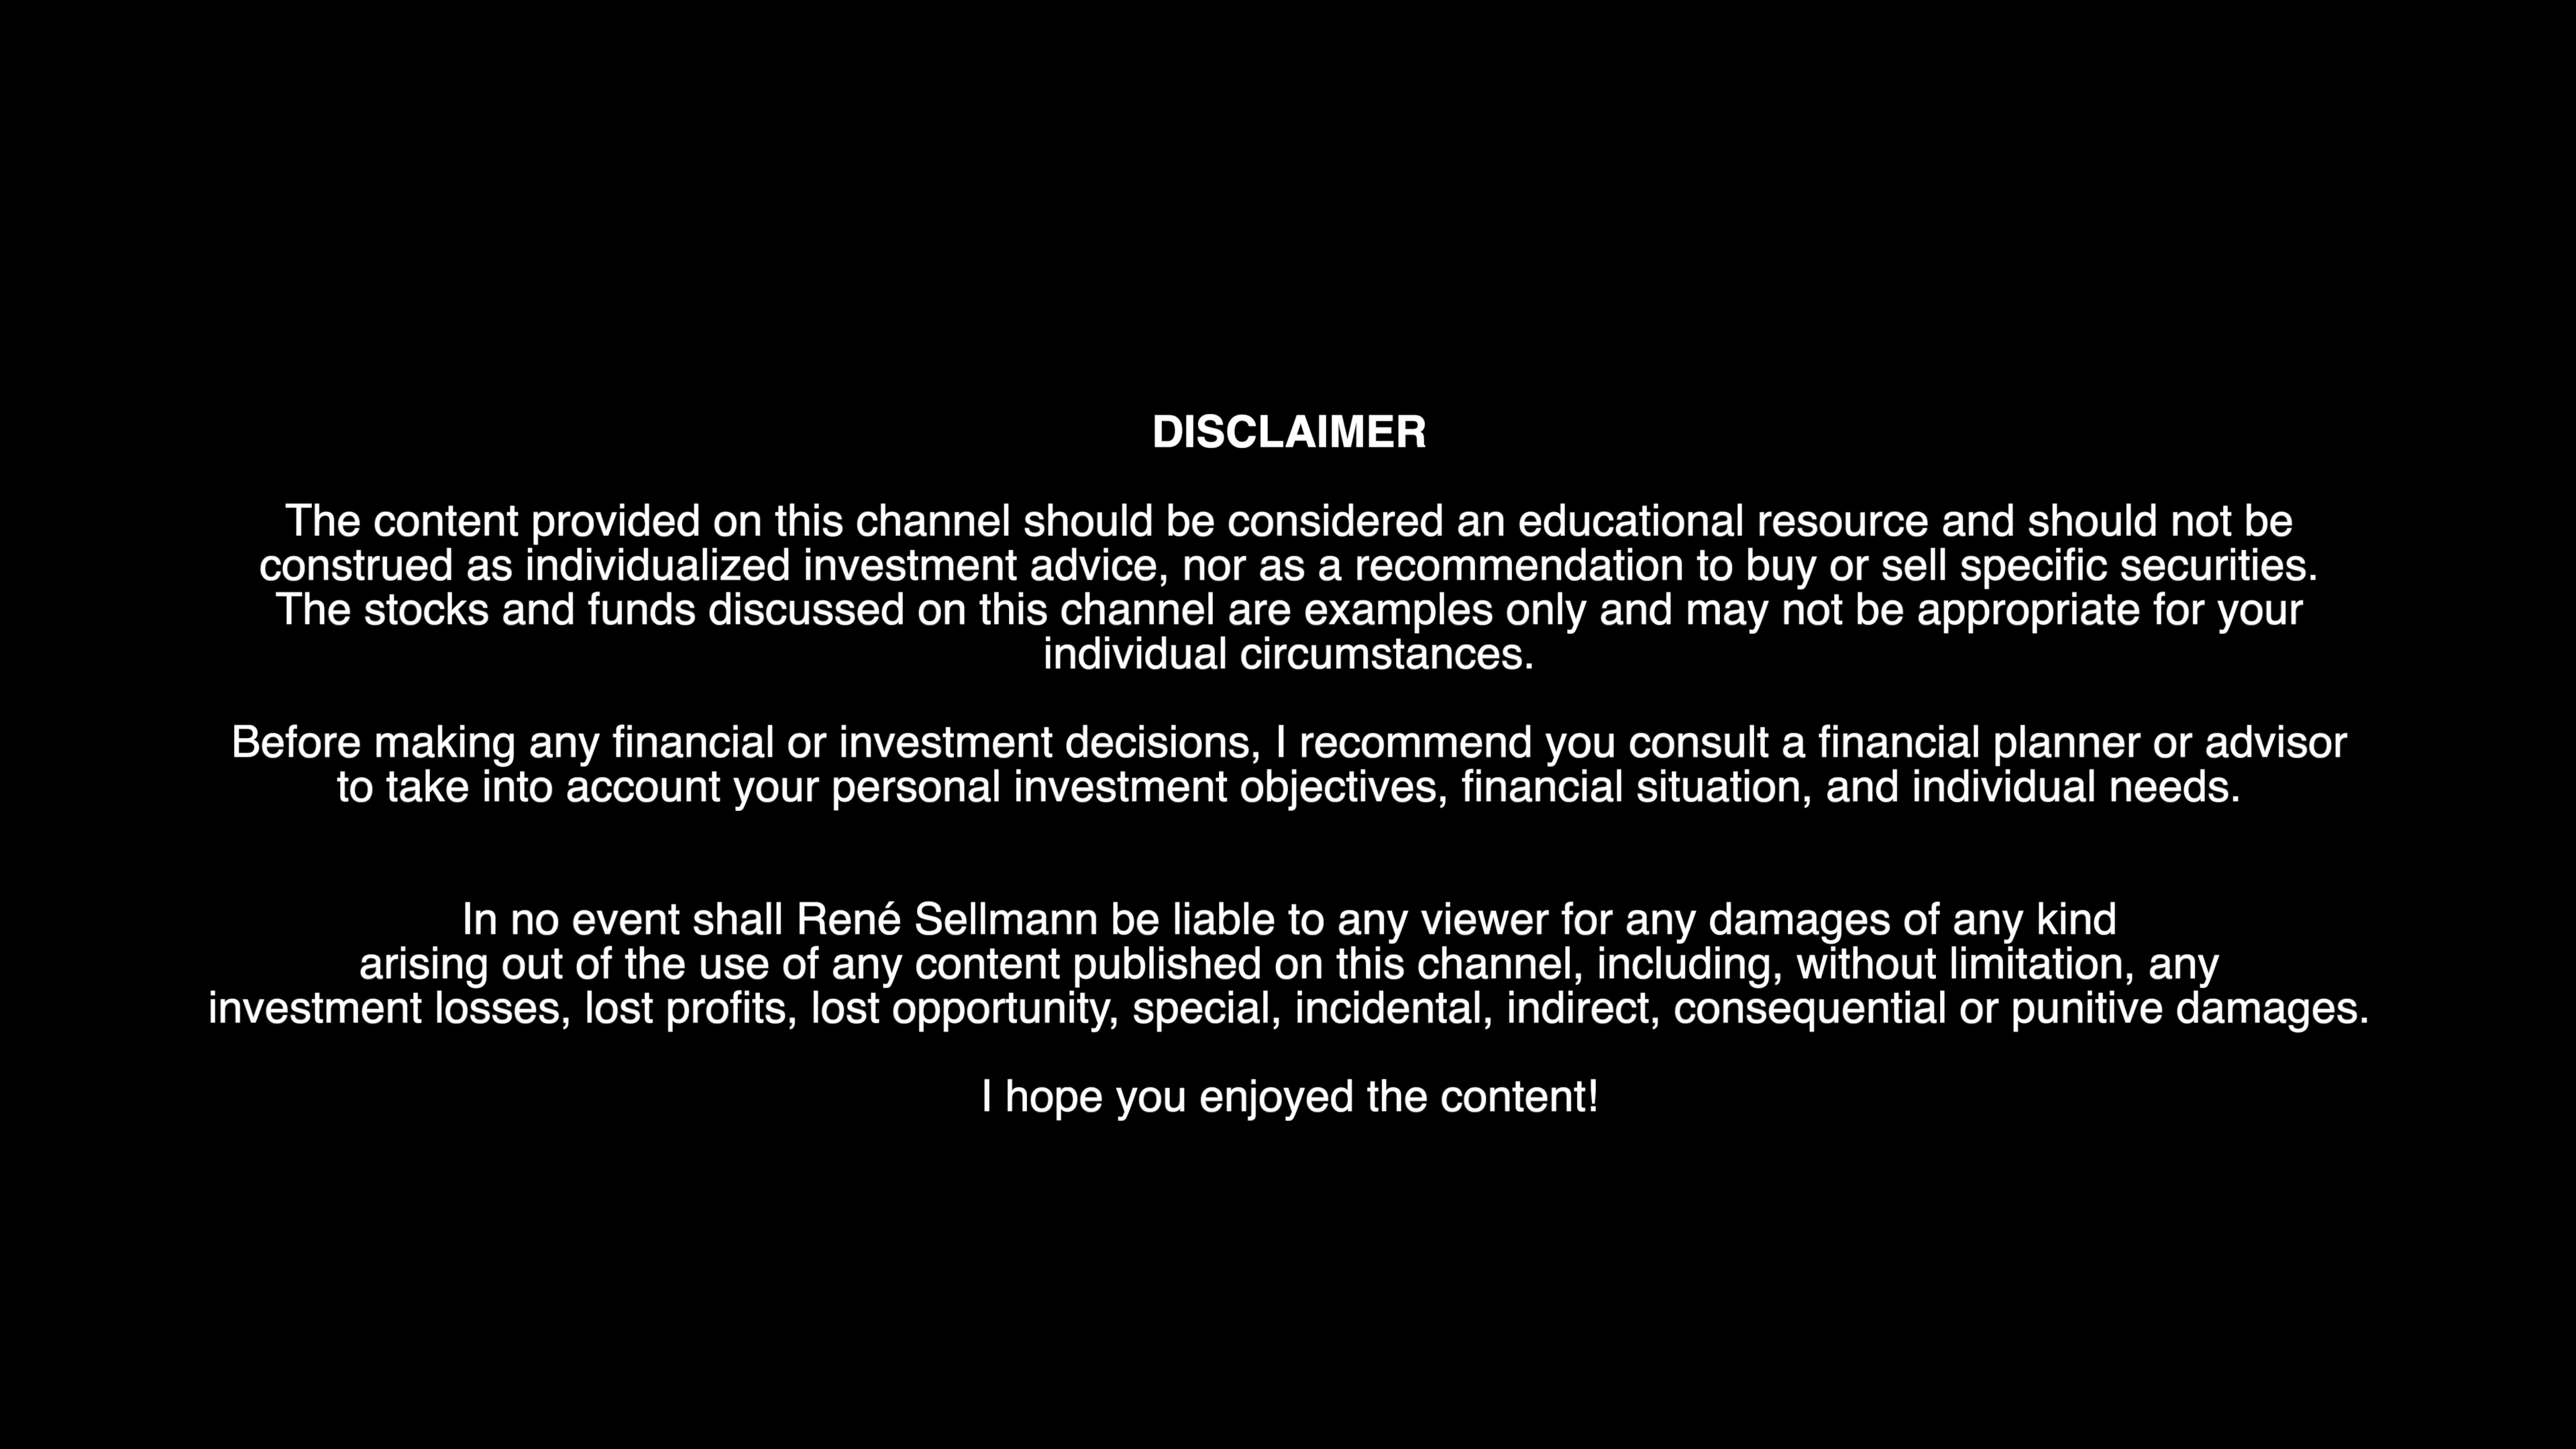 DISCLAIMER
The content provided on this channel should be considered an educational resource and should not be
construed as individualized investment advice, nor as a recommendation to buy or sell specific securities.
The stocks and funds discussed on this channel are examples only and may not be appropriate for your
individual circumstances.
Before making any financial or investment decisions, I recommend you consult a financial planner or advisor
to take into account your personal investment objectives, financial situation, and individual needs.
In no event shall René Sellmann be liable to any viewer for any damages of any kind
arising out of the use of any content published on this channel, including, without limitation, any
investment losses, lost profits, lost opportunity, special, incidental, indirect, consequential or punitive damages.
I hope you enjoyed the content!